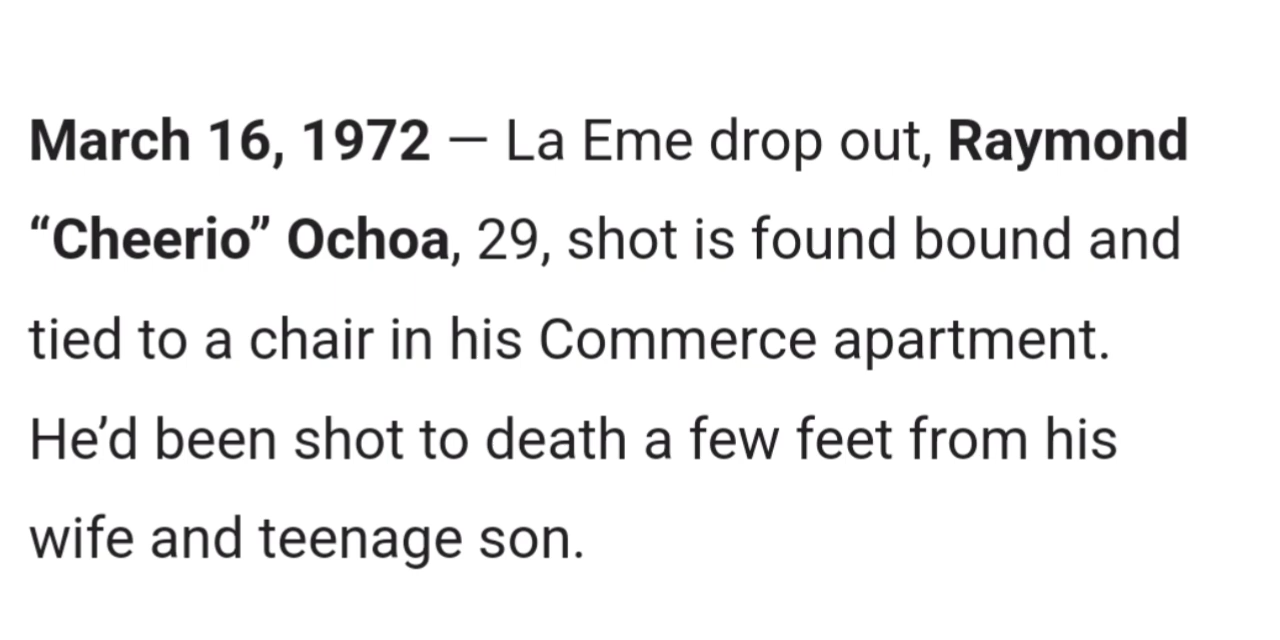 March 16, 1972 — La Eme drop out, Raymond
“Cheerio” Ochoa, 29, shot is found bound and
tied to a chair in his Commerce apartment.
He’d been shot to death a few feet from his
wife and teenage son.